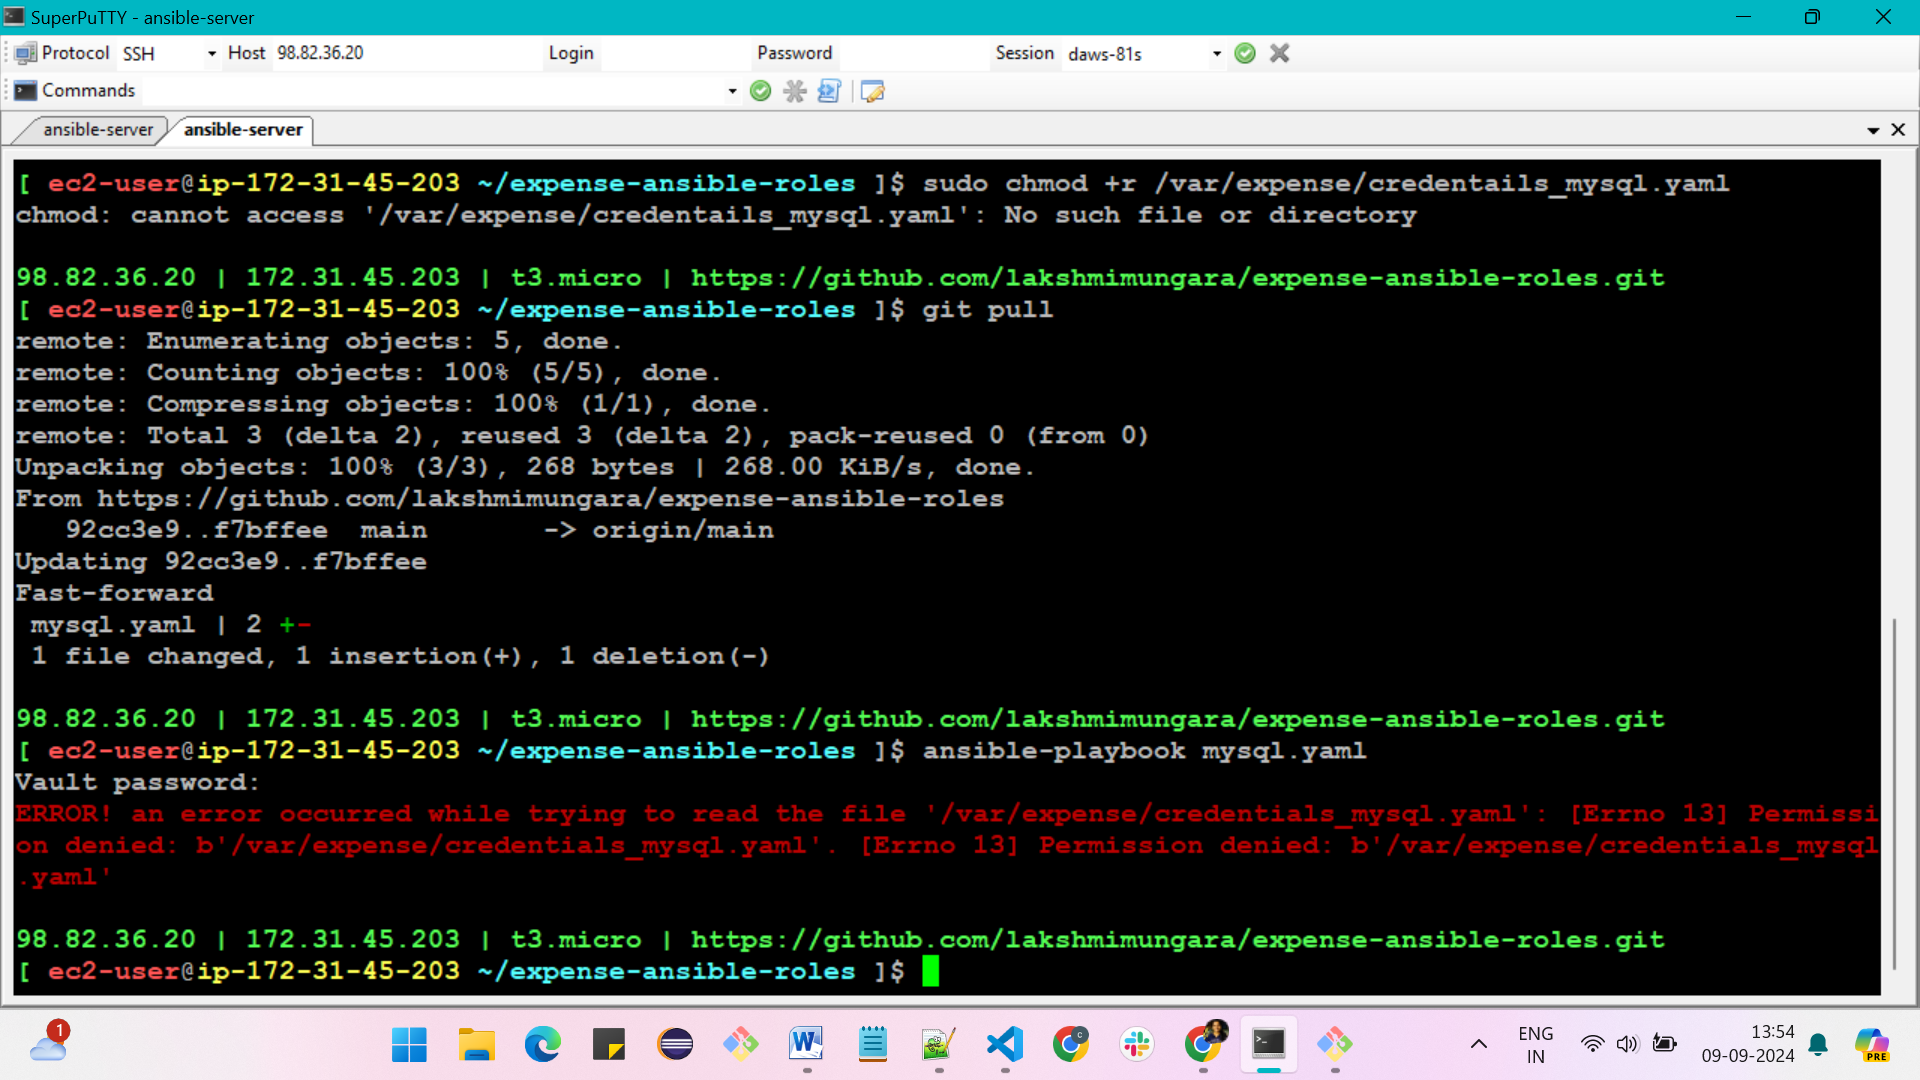 SuperPuTTY - ansible-server
Protocol SSH Host 98.82.36.20 Login Password Session daws-81s
Commands
ansible-server ansible-server
[ ec2-user@ip-172-31-45-203 ~/expense-ansible-roles ]$ sudo chmod +r /var/expense/credentails_mysql.yaml
chmod: cannot access '/var/expense/credentails_mysql.yaml': No such file or directory
98.82.36.20 | 172.31.45.203 | t3.micro | https://github.com/lakshmimungara/expense-ansible-roles.git
[ ec2-user@ip-172-31-45-203 ~/expense-ansible-roles ]$ git pull
remote: Enumerating objects: 5, done.
remote: Counting objects: 100% (5/5), done.
remote: Compressing objects: 100% (1/1), done.
remote: Total 3 (delta 2), reused 3 (delta 2), pack-reused 0 (from 0)
Unpacking objects: 100% (3/3), 268 bytes | 268.00 KiB/s, done.
From https://github.com/lakshmimungara/expense-ansible-roles
   92cc3e9..f7bffee  main       -> origin/main
Updating 92cc3e9..f7bffee
Fast-forward
 mysql.yaml | 2 +-
 1 file changed, 1 insertion(+), 1 deletion(-)
98.82.36.20 | 172.31.45.203 | t3.micro | https://github.com/lakshmimungara/expense-ansible-roles.git
[ ec2-user@ip-172-31-45-203 ~/expense-ansible-roles ]$ ansible-playbook mysql.yaml
Vault password:
ERROR! an error occurred while trying to read the file '/var/expense/credentials_mysql.yaml': [Errno 13] Permissi
on denied: b'/var/expense/credentials_mysql.yaml'. [Errno 13] Permission denied: b'/var/expense/credentials_mysql
.yaml'
98.82.36.20 | 172.31.45.203 | t3.micro | https://github.com/lakshmimungara/expense-ansible-roles.git
[ ec2-user@ip-172-31-45-203 ~/expense-ansible-roles ]$
1
W
C
PRE
ENG
IN
13:54
09-09-2024